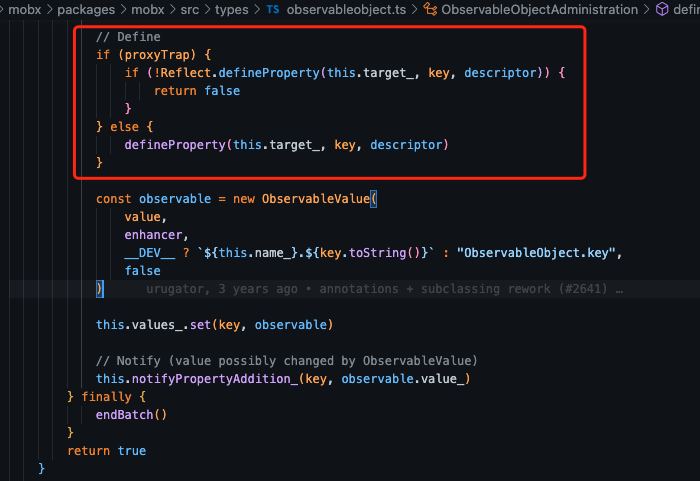 mobx > packages > mobx > src > types > TS observableobject.ts > ObservableObjectAdministration > defin
// Define
if (proxyTrap) {
    if (!Reflect.defineProperty(this.target_, key, descriptor)) {
        return false
    }
} else {
    defineProperty(this.target_, key, descriptor)
}
const observable = new ObservableValue(
    value,
    enhancer,
    __DEV__ ? `${this.name_}.${key.toString()}` : "ObservableObject.key",
    false
)    urugator, 3 years ago • annotations + subclassing rework (#2641) …
this.values_.set(key, observable)
// Notify (value possibly changed by ObservableValue)
this.notifyPropertyAddition_(key, observable.value_)
} finally {
    endBatch()
}
return true
}